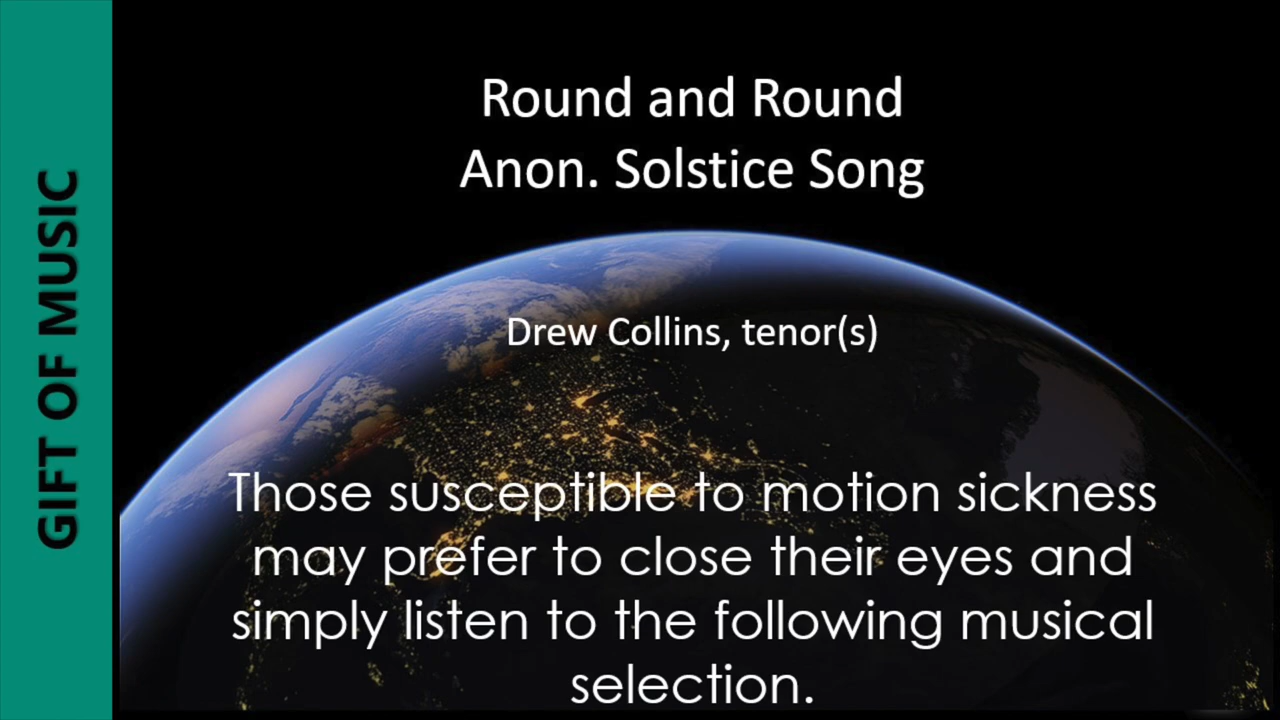 GIFT OF MUSIC
Round and Round
Anon. Solstice Song
Drew Collins, tenor(s)
Those susceptible to motion sickness
may prefer to close their eyes and
simply listen to the following musical
selection.